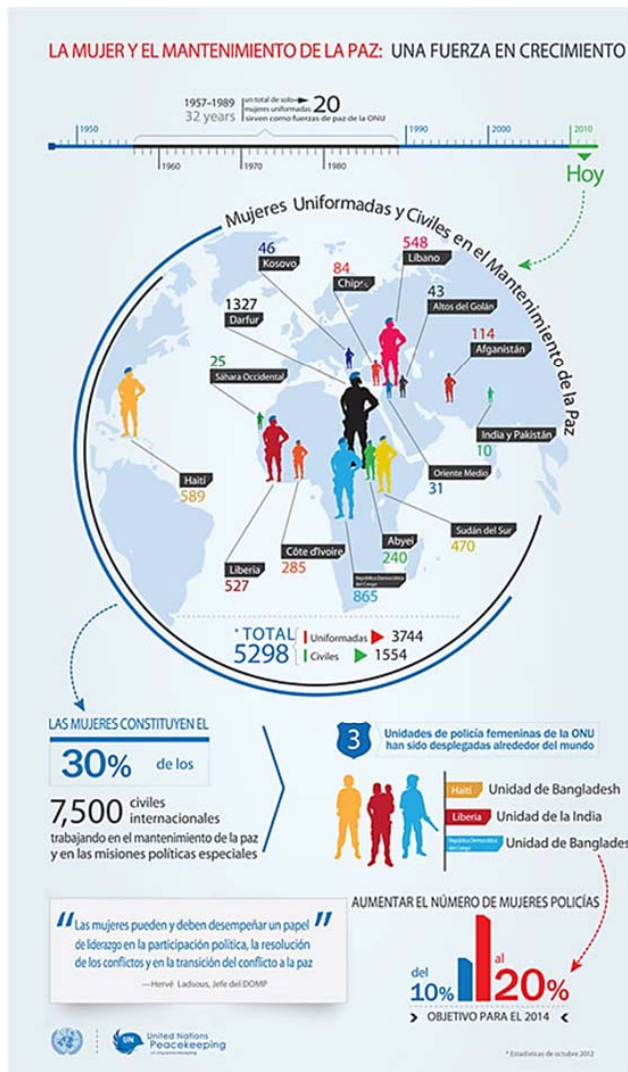 LA MUJER Y EL MANTENIMIENTO DE LA PAZ: UNA FUERZA EN CRECIMIENTO
1957–1989
32 years
un total de solo
mujeres uniformadas 20
sirven como fuerzas de paz de la ONU
1950
1990
2000
2010
1960
1970
1980
Hoy
Mujeres Uniformadas y Civiles en el Mantenimiento de la Paz
46
Kosovo
84
Chipre
548
Líbano
43
Altos del Golán
1327
Darfur
114
Afganistán
25
Sáhara Occidental
India y Pakistán
10
Oriente Medio
31
Haití
589
Sudán del Sur
470
Abyei
240
Côte d'Ivoire
285
Liberia
527
República Democrática
del Congo
865
* TOTAL
5298
Uniformadas 3744
Civiles 1554
LAS MUJERES CONSTITUYEN EL
30% de los
7,500 civiles
internacionales
trabajando en el mantenimiento de la paz
y en las misiones políticas especiales
3
Unidades de policía femeninas de la ONU
han sido desplegadas alrededor del mundo
Haití Unidad de Bangladesh
Liberia Unidad de la India
República Democrática
del Congo
Unidad de Banglades
"Las mujeres pueden y deben desempeñar un papel"
de liderazgo en la participación política, la resolución
de los conflictos y en la transición del conflicto a la paz
—Hervé Ladsous, Jefe del DOMP
AUMENTAR EL NÚMERO DE MUJERES POLICÍAS
del
10%
al
20%
OBJETIVO PARA EL 2014
UN
United Nations
Peacekeeping
* Estadísticas de octubre 2012